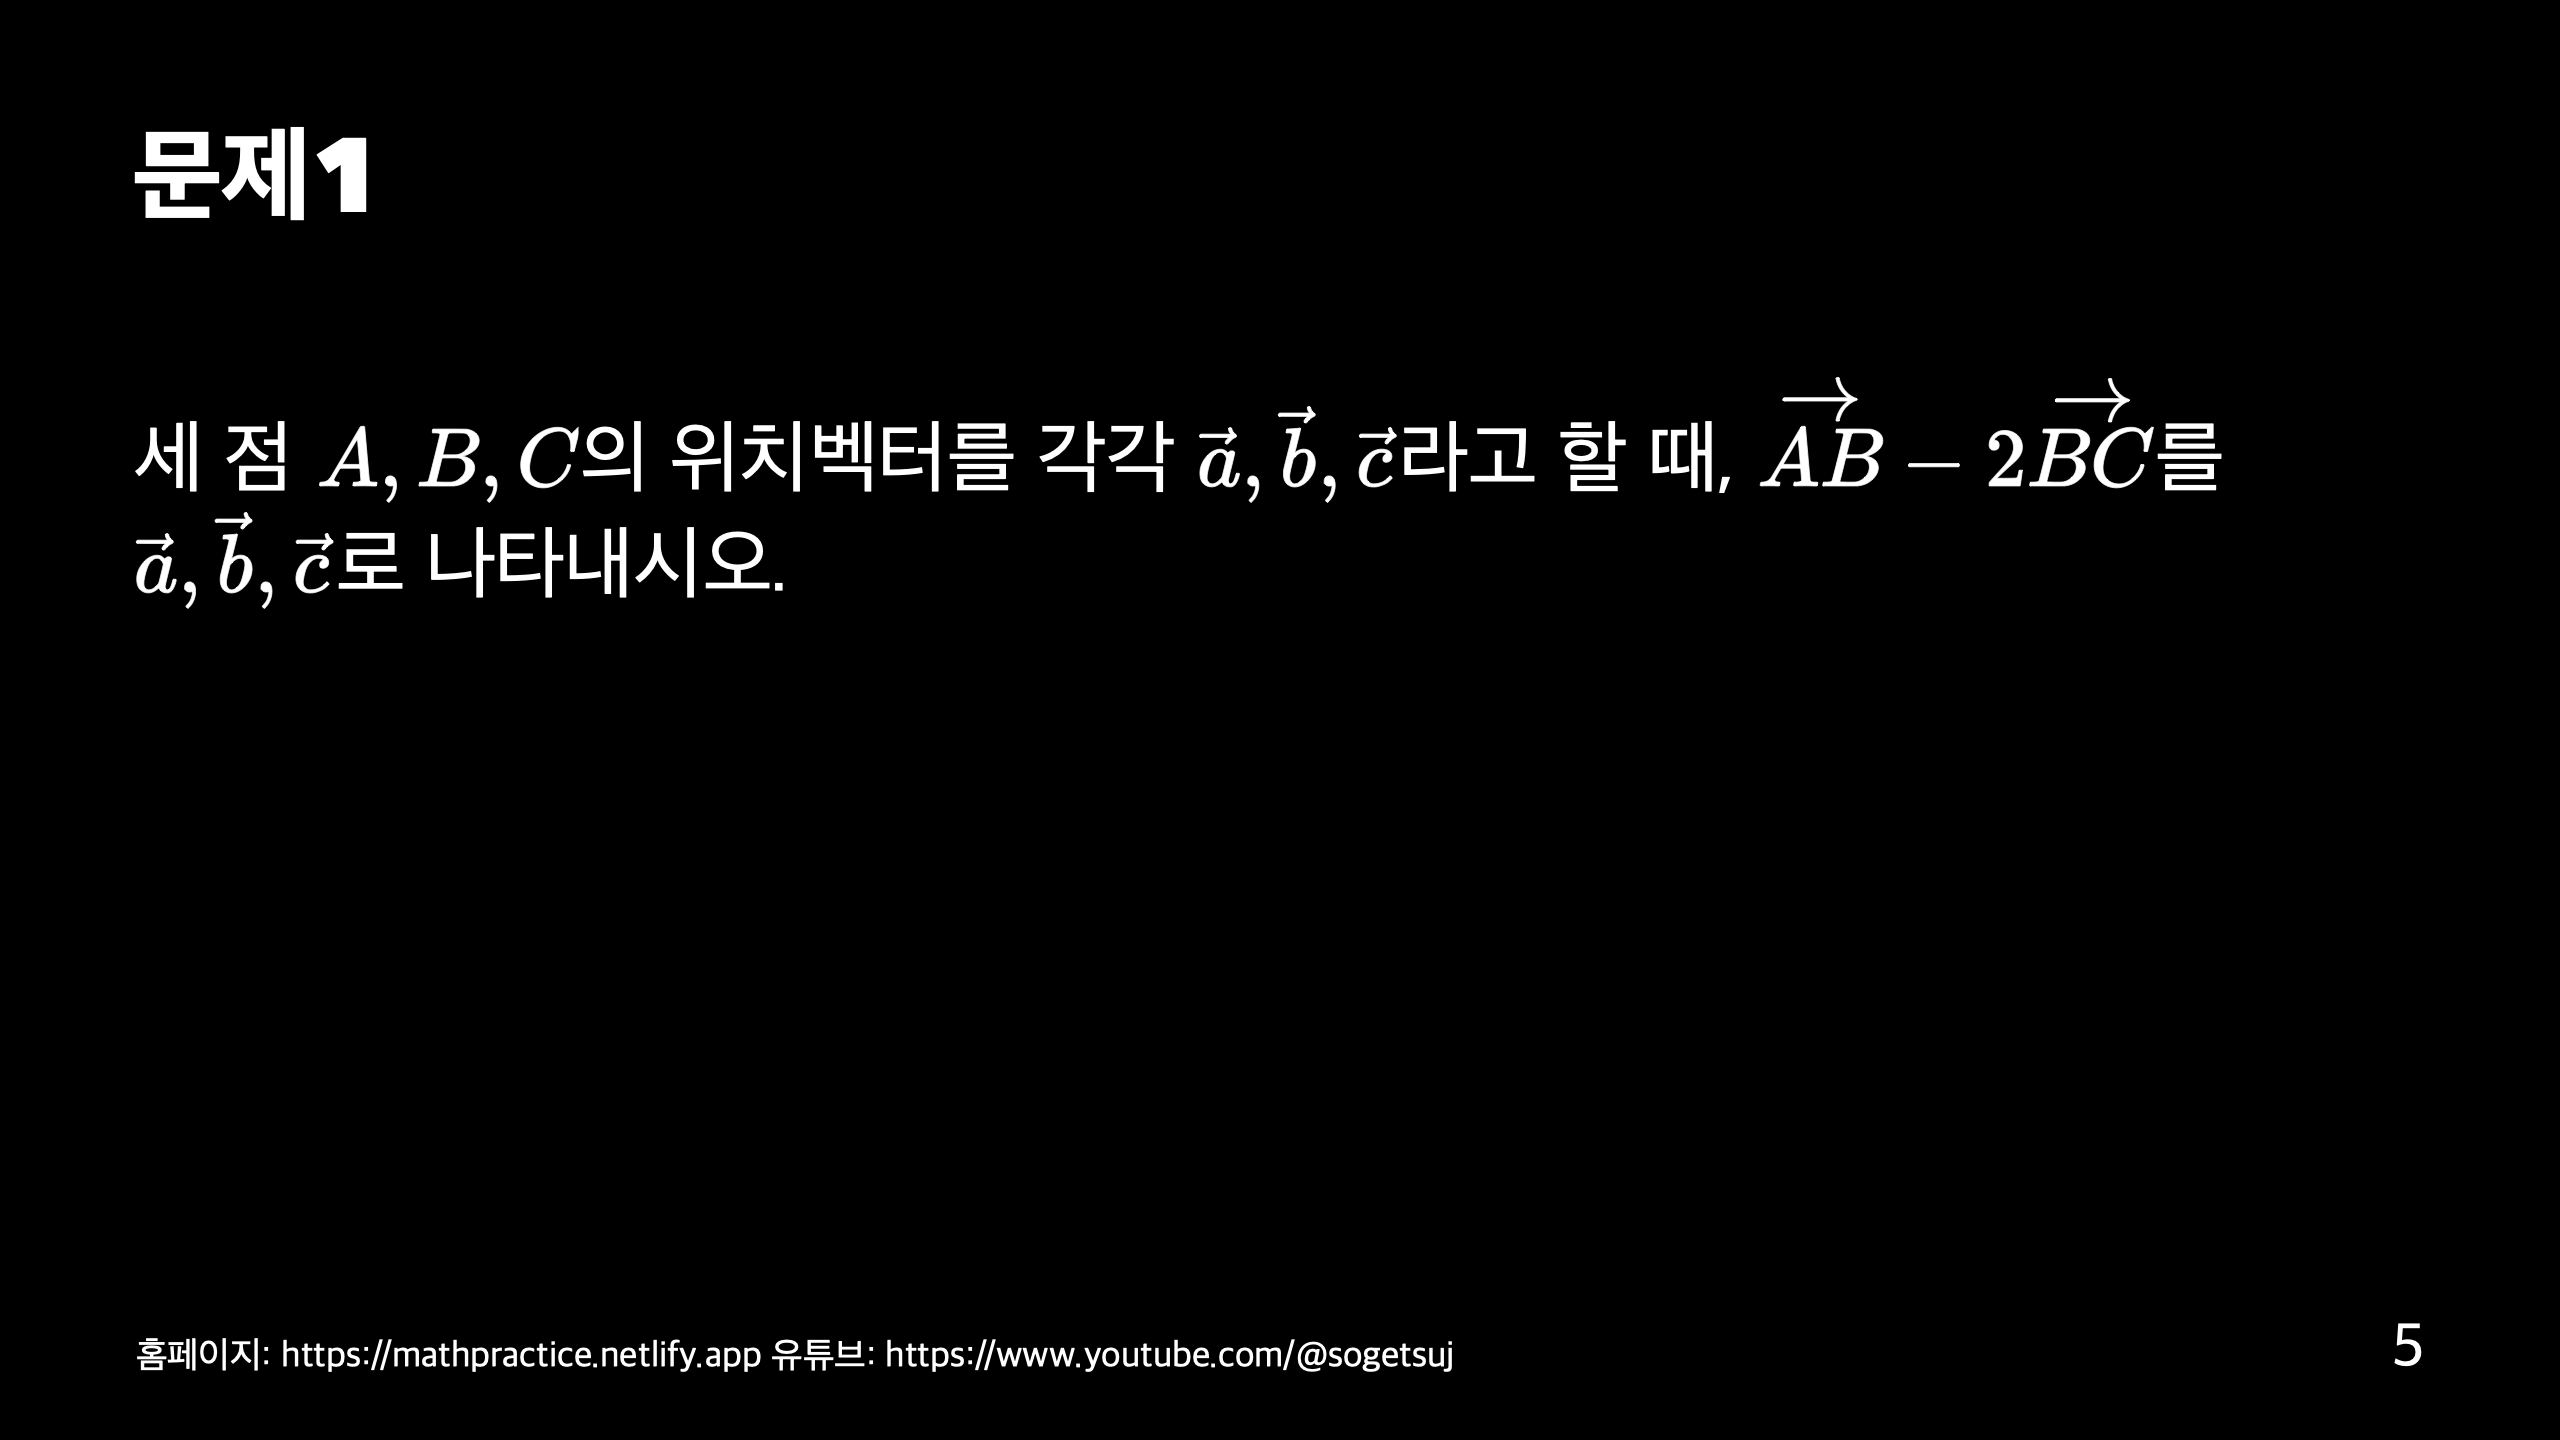 문제1
세 점 $A, B, C$의 위치벡터를 각각 $\vec{a}, \vec{b}, \vec{c}$라고 할 때, $\overrightarrow{AB} - 2\overrightarrow{BC}$를
$\vec{a}, \vec{b}, \vec{c}$로 나타내시오.
홈페이지: https://mathpractice.netlify.app 유튜브: https://www.youtube.com/@sogetsuj
5